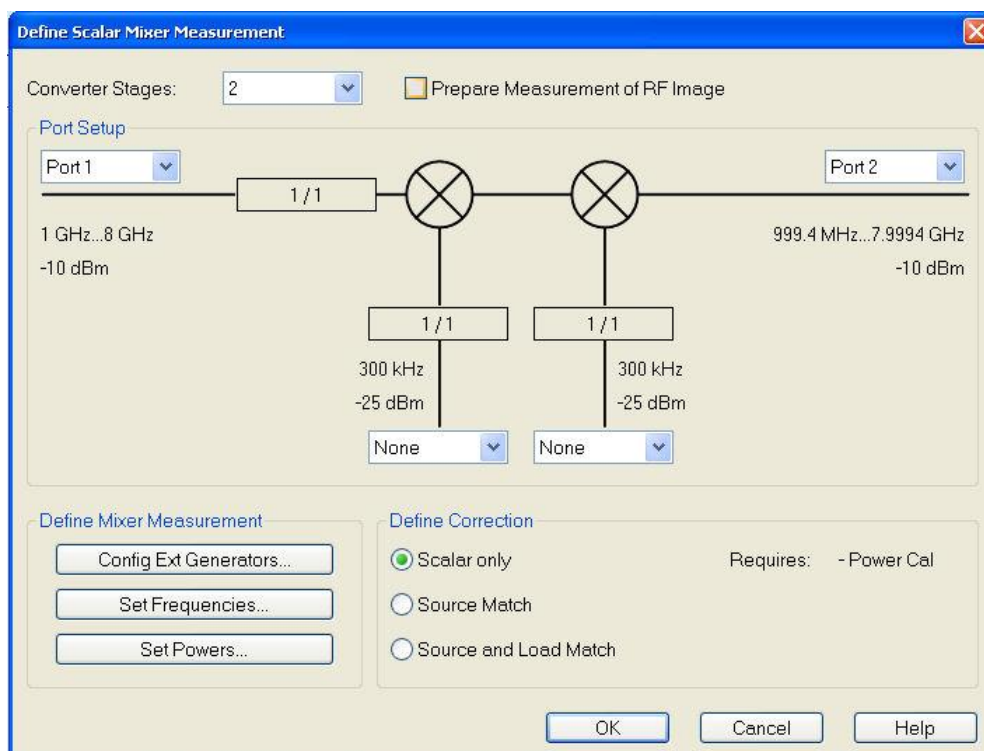 Define Scalar Mixer Measurement
Converter Stages: 2 Prepare Measurement of RF Image
Port Setup
Port 1 Port 2
1 / 1
1 GHz...8 GHz 999.4 MHz...7.9994 GHz
-10 dBm -10 dBm
1 / 1 1 / 1
300 kHz 300 kHz
-25 dBm -25 dBm
None None
Define Mixer Measurement Define Correction
Config Ext Generators... Scalar only Requires: - Power Cal
Set Frequencies... Source Match
Set Powers... Source and Load Match
OK Cancel Help